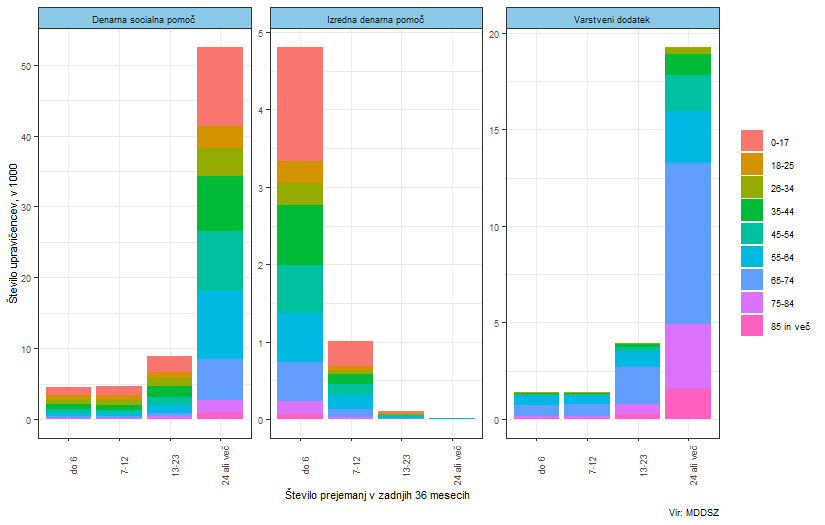 Denarna socialna pomoč
Izredna denarna pomoč
Varstveni dodatek
Število upravičencev, v 1000
50
40
30
20
10
0
5
4
3
2
1
0
20
15
10
5
0
do 6
7-12
13-23
24 ali več
do 6
7-12
13-23
24 ali več
do 6
7-12
13-23
24 ali več
Število prejemanj v zadnjih 36 mesecih
0-17
18-25
26-34
35-44
45-54
55-64
65-74
75-84
85 in več
Vir: MDDSZ